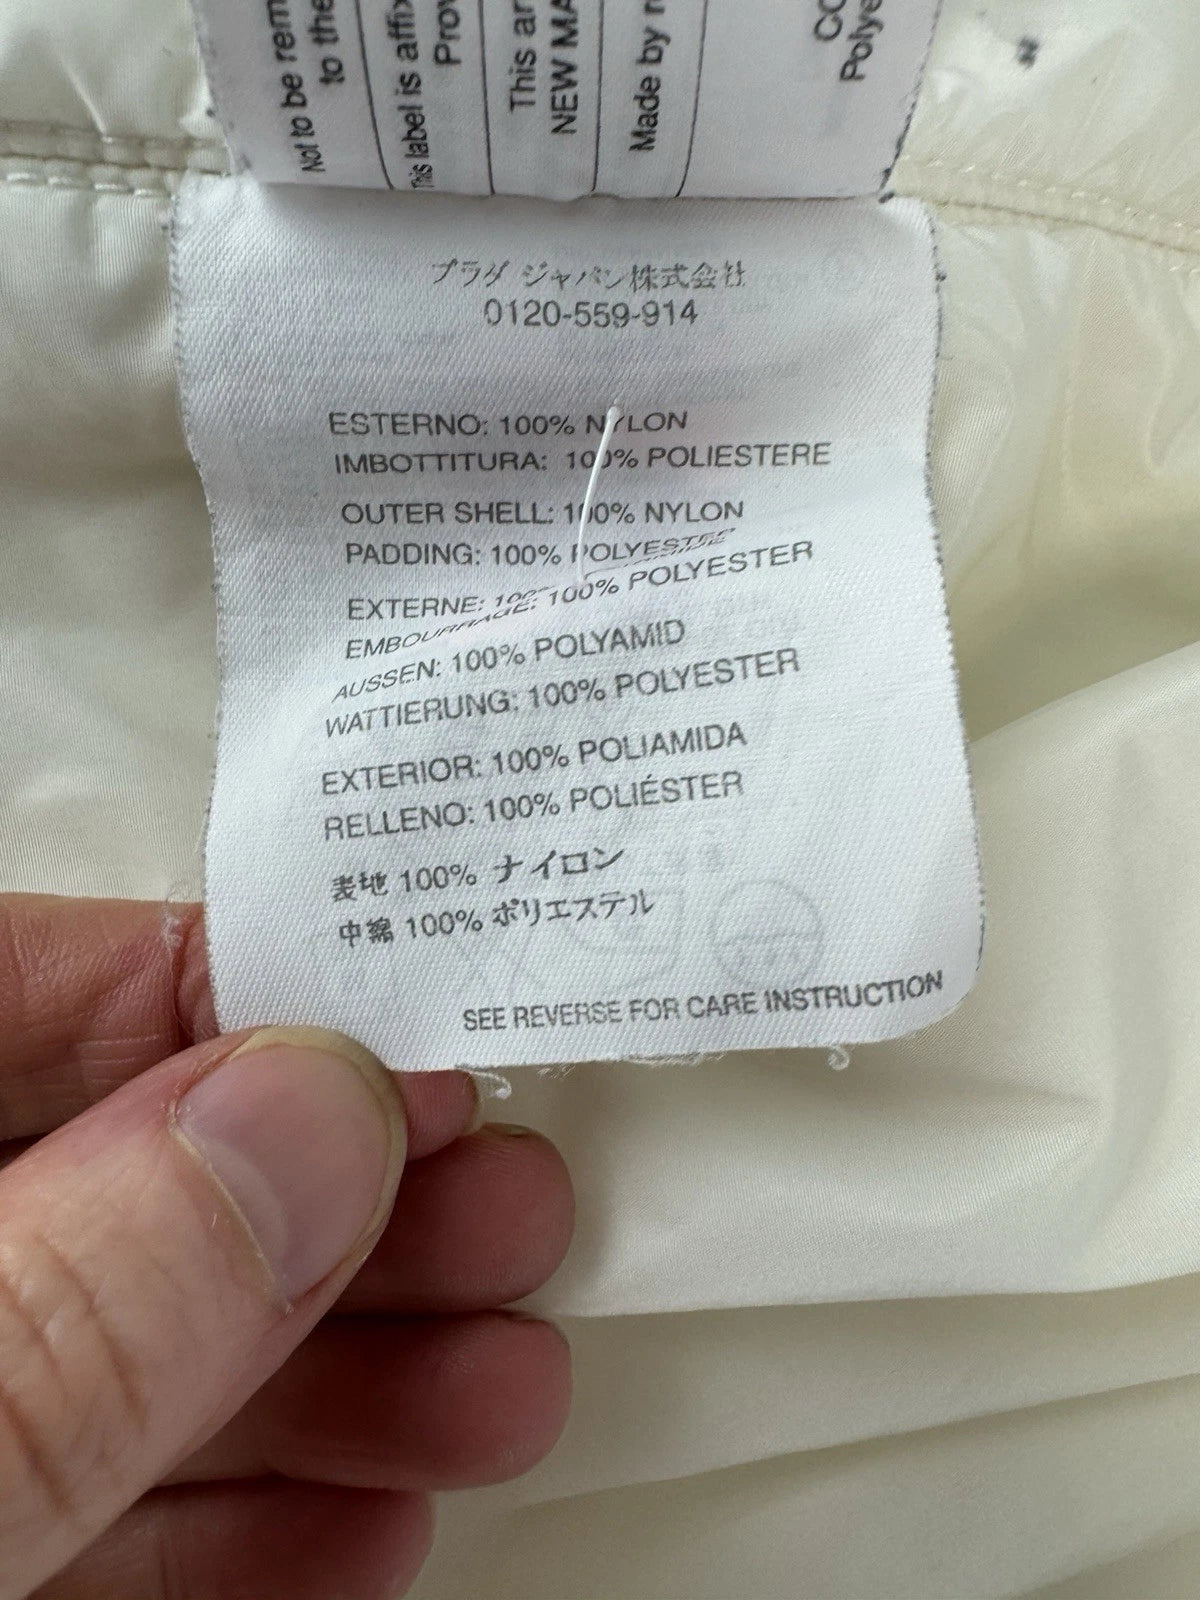 Not to be rem
to the
This label is affix
Prov
This ar
NEW MA
Made by r
CO
Polye
プラダ ジャパン株式会社
0120-559-914
ESTERNO: 100% NYLON
IMBOTTITURA: 100% POLIESTERE
OUTER SHELL: 100% NYLON
PADDING: 100% POLYESTER
EXTERNE: 100%
EMBOURRAGE: 100% POLYESTER
AUSSEN: 100% POLYAMID
WATTIERUNG: 100% POLYESTER
EXTERIOR: 100% POLIAMIDA
RELLENO: 100% POLIÉSTER
表地 100% ナイロン
中綿 100% ポリエステル
SEE REVERSE FOR CARE INSTRUCTION